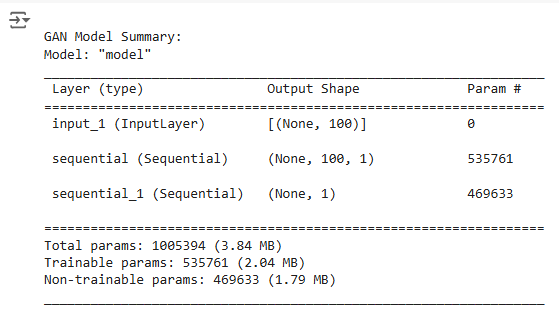 GAN Model Summary:
Model: "model"
_________________________________________________________________
Layer (type) Output Shape Param #
=================================================================
input_1 (InputLayer) [(None, 100)] 0
sequential (Sequential) (None, 100, 1) 535761
sequential_1 (Sequential) (None, 1) 469633
=================================================================
Total params: 1005394 (3.84 MB)
Trainable params: 535761 (2.04 MB)
Non-trainable params: 469633 (1.79 MB)
_________________________________________________________________